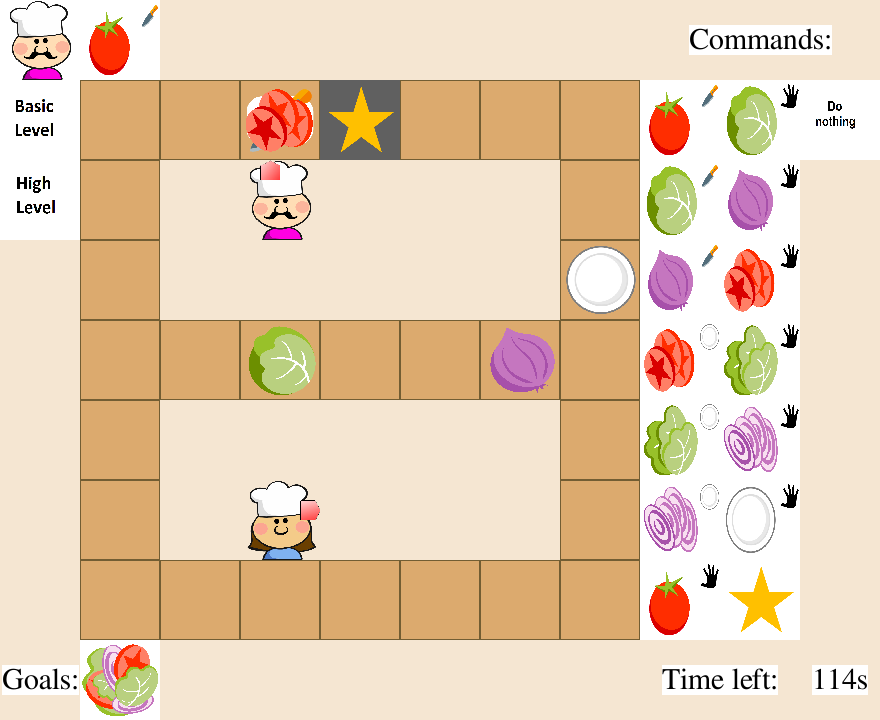 Commands:
Basic
Level
Do
nothing
High
Level
Goals:
Time left: 114s